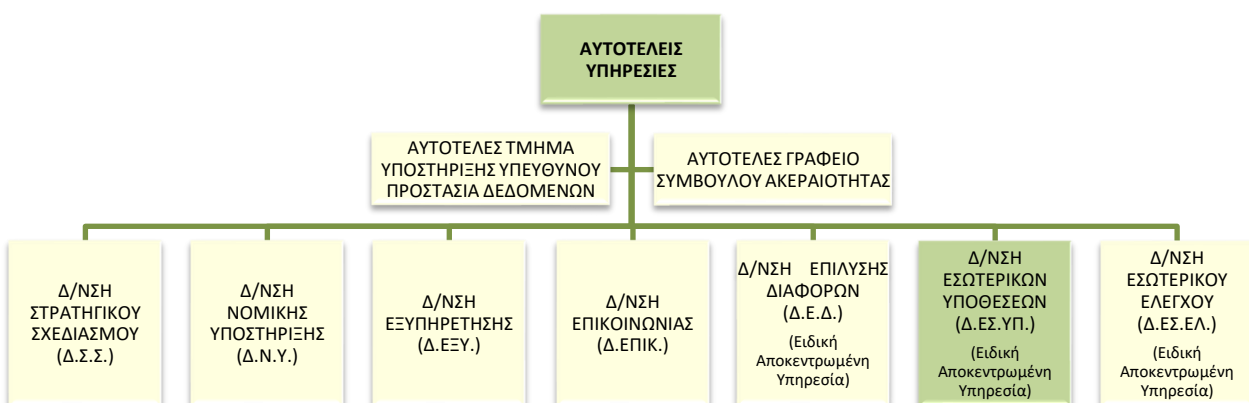 ΑΥΤΟΤΕΛΕΙΣ
ΥΠΗΡΕΣΙΕΣ
ΑΥΤΟΤΕΛΕΣ ΤΜΗΜΑ
ΥΠΟΣΤΗΡΙΞΗΣ ΥΠΕΥΘΥΝΟΥ
ΠΡΟΣΤΑΣΙΑ ΔΕΔΟΜΕΝΩΝ
ΑΥΤΟΤΕΛΕΣ ΓΡΑΦΕΙΟ
ΣΥΜΒΟΥΛΟΥ ΑΚΕΡΑΙΟΤΗΤΑΣ
Δ/ΝΣΗ
ΣΤΡΑΤΗΓΙΚΟΥ
ΣΧΕΔΙΑΣΜΟΥ
(Δ.Σ.Σ.)
Δ/ΝΣΗ
ΝΟΜΙΚΗΣ
ΥΠΟΣΤΗΡΙΞΗΣ
(Δ.Ν.Υ.)
Δ/ΝΣΗ
ΕΞΥΠΗΡΕΤΗΣΗΣ
(Δ.ΕΞΥ.)
Δ/ΝΣΗ
ΕΠΙΚΟΙΝΩΝΙΑΣ
(Δ.ΕΠΙΚ.)
Δ/ΝΣΗ ΕΠΙΛΥΣΗΣ
ΔΙΑΦΟΡΩΝ
(Δ.Ε.Δ.)
(Ειδική
Αποκεντρωμένη
Υπηρεσία)
Δ/ΝΣΗ
ΕΣΩΤΕΡΙΚΩΝ
ΥΠΟΘΕΣΕΩΝ
(Δ.ΕΣ.ΥΠ.)
(Ειδική
Αποκεντρωμένη
Υπηρεσία)
Δ/ΝΣΗ
ΕΣΩΤΕΡΙΚΟΥ
ΕΛΕΓΧΟΥ
(Δ.ΕΣ.ΕΛ.)
(Ειδική
Αποκεντρωμένη
Υπηρεσία)